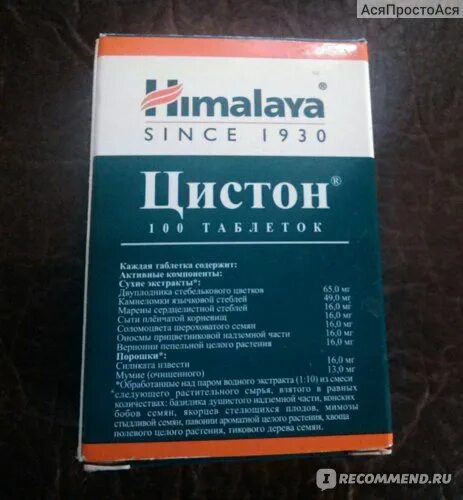 АсяПростоАся
Himalaya®
SINCE 1930
Цистон®
100 ТАБЛЕТОК
Каждая таблетка содержит:
Активные компоненты:
Сухие экстракты*:
Двуплодника стебелькового цветков 65,0 мг
Камнеломки язычковой стеблей 49,0 мг
Марены сердцелистной стеблей 16,0 мг
Сыти плёнчатой корневищ 16,0 мг
Соломоцвета шероховатого семян 16,0 мг
Оносмы прицветниковой надземной части 16,0 мг
Вернонии пепельной целого растения 16,0 мг
Порошки*:
Силиката извести 16,0 мг
Мумие (очищенного) 13,0 мг
*Обработанные над паром водного экстракта (1:10) из смеси
следующего растительного сырья, взятого в равных
количествах: базилика душистого надземной части, конских
бобов семян, якорцев стелющихся плодов, мимозы
стыдливой семян, павонии ароматной целого растения, хвоща
полевого целого растения, тикового дерева семян.
IRECOMMEND.RU